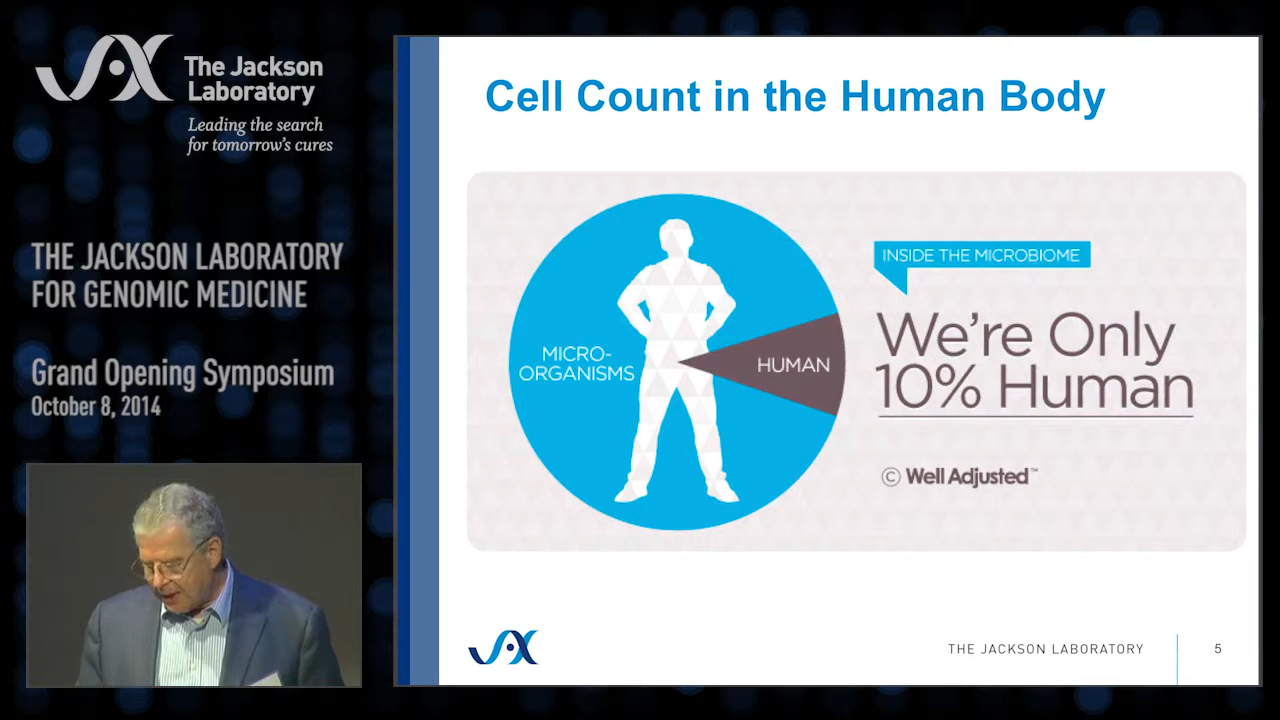 JAX
The Jackson
Laboratory
Leading the search
for tomorrow's cures
THE JACKSON LABORATORY
FOR GENOMIC MEDICINE
Grand Opening Symposium
October 8, 2014
Cell Count in the Human Body
MICRO-
ORGANISMS
HUMAN
INSIDE THE MICROBIOME
We're Only
10% Human
© Well Adjusted™
JAX
THE JACKSON LABORATORY
5